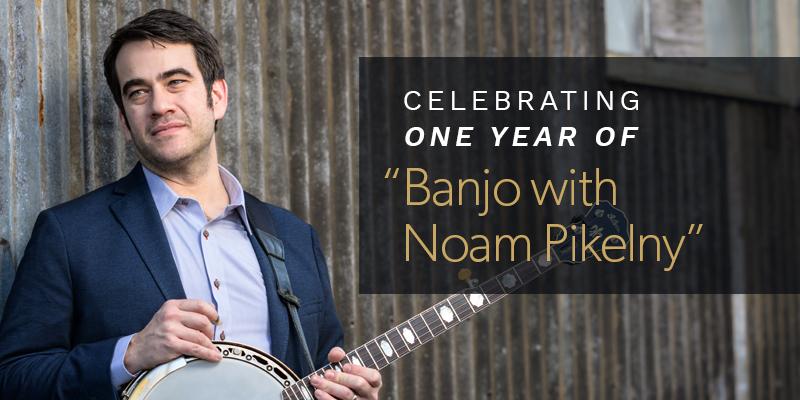 CELEBRATING
ONE YEAR OF
“Banjo with
Noam Pikelny”